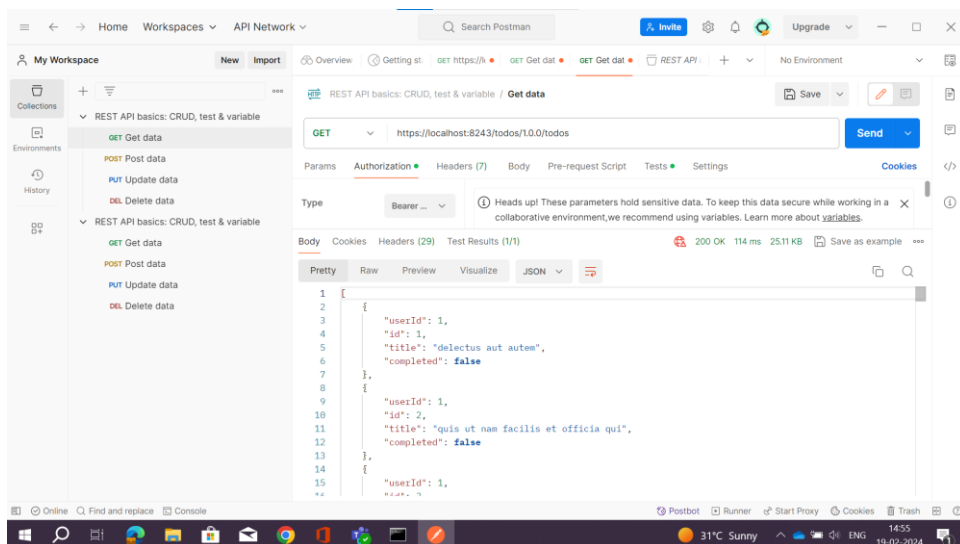 Home Workspaces API Network Search Postman Invite Upgrade
My Workspace New Import Overview Getting st GET https://l GET Get dat GET Get dat REST API No Environment
Collections
Environments
History
REST API basics: CRUD, test & variable
GET Get data
POST Post data
PUT Update data
DEL Delete data
REST API basics: CRUD, test & variable
GET Get data
POST Post data
PUT Update data
DEL Delete data
HTTP REST API basics: CRUD, test & variable / Get data Save
GET https://localhost:8243/todos/1.0.0/todos Send
Params Authorization Headers (7) Body Pre-request Script Tests Settings Cookies
Type Bearer ... Heads up! These parameters hold sensitive data. To keep this data secure while working in a
collaborative environment,we recommend using variables. Learn more about variables.
Body Cookies Headers (29) Test Results (1/1) 200 OK 114 ms 25.11 KB Save as example
Pretty Raw Preview Visualize JSON
1 [
2 {
3 "userId": 1,
4 "id": 1,
5 "title": "delectus aut autem",
6 "completed": false
7 },
8 {
9 "userId": 1,
10 "id": 2,
11 "title": "quis ut nam facilis et officia qui",
12 "completed": false
13 },
14 {
15 "userId": 1,
Online Find and replace Console Postbot Runner Start Proxy Cookies Trash
31°C Sunny ENG 14:55
19-02-2024